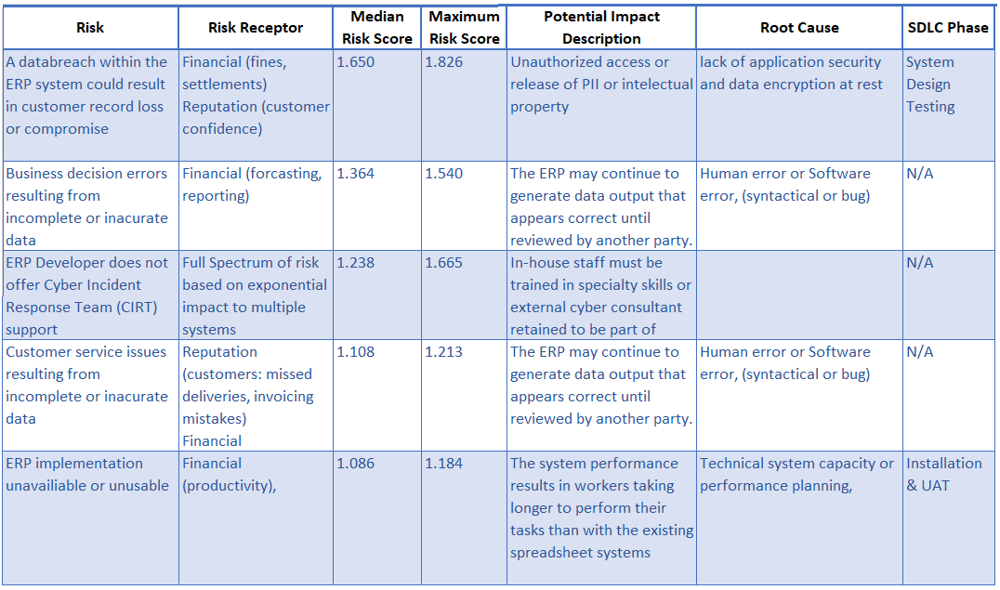 Risk
Risk Receptor
Median
Risk Score
Maximum
Risk Score
Potential Impact
Description
Root Cause
SDLC Phase
A databreach within the
ERP system could result
in customer record loss
or compromise
Financial (fines,
settlements)
Reputation (customer
confidence)
1.650
1.826
Unauthorized access or
release of PII or intelectual
property
lack of application security
and data encryption at rest
System
Design
Testing
Business decision errors
resulting from
incomplete or inacurate
data
Financial (forcasting,
reporting)
1.364
1.540
The ERP may continue to
generate data output that
appears correct until
reviewed by another party.
Human error or Software
error, (syntactical or bug)
N/A
ERP Developer does not
offer Cyber Incident
Response Team (CIRT)
support
Full Spectrum of risk
based on exponential
impact to multiple
systems
1.238
1.665
In-house staff must be
trained in specialty skills or
external cyber consultant
retained to be part of
N/A
Customer service issues
resulting from
incomplete or inacurate
data
Reputation
(customers: missed
deliveries, invoicing
mistakes)
Financial
1.108
1.213
The ERP may continue to
generate data output that
appears correct until
reviewed by another party.
Human error or Software
error, (syntactical or bug)
N/A
ERP implementation
unavailiable or unusable
Financial
(productivity),
1.086
1.184
The system performance
results in workers taking
longer to perform their
tasks than with the existing
spreadsheet systems
Technical system capacity or
performance planning,
Installation
& UAT